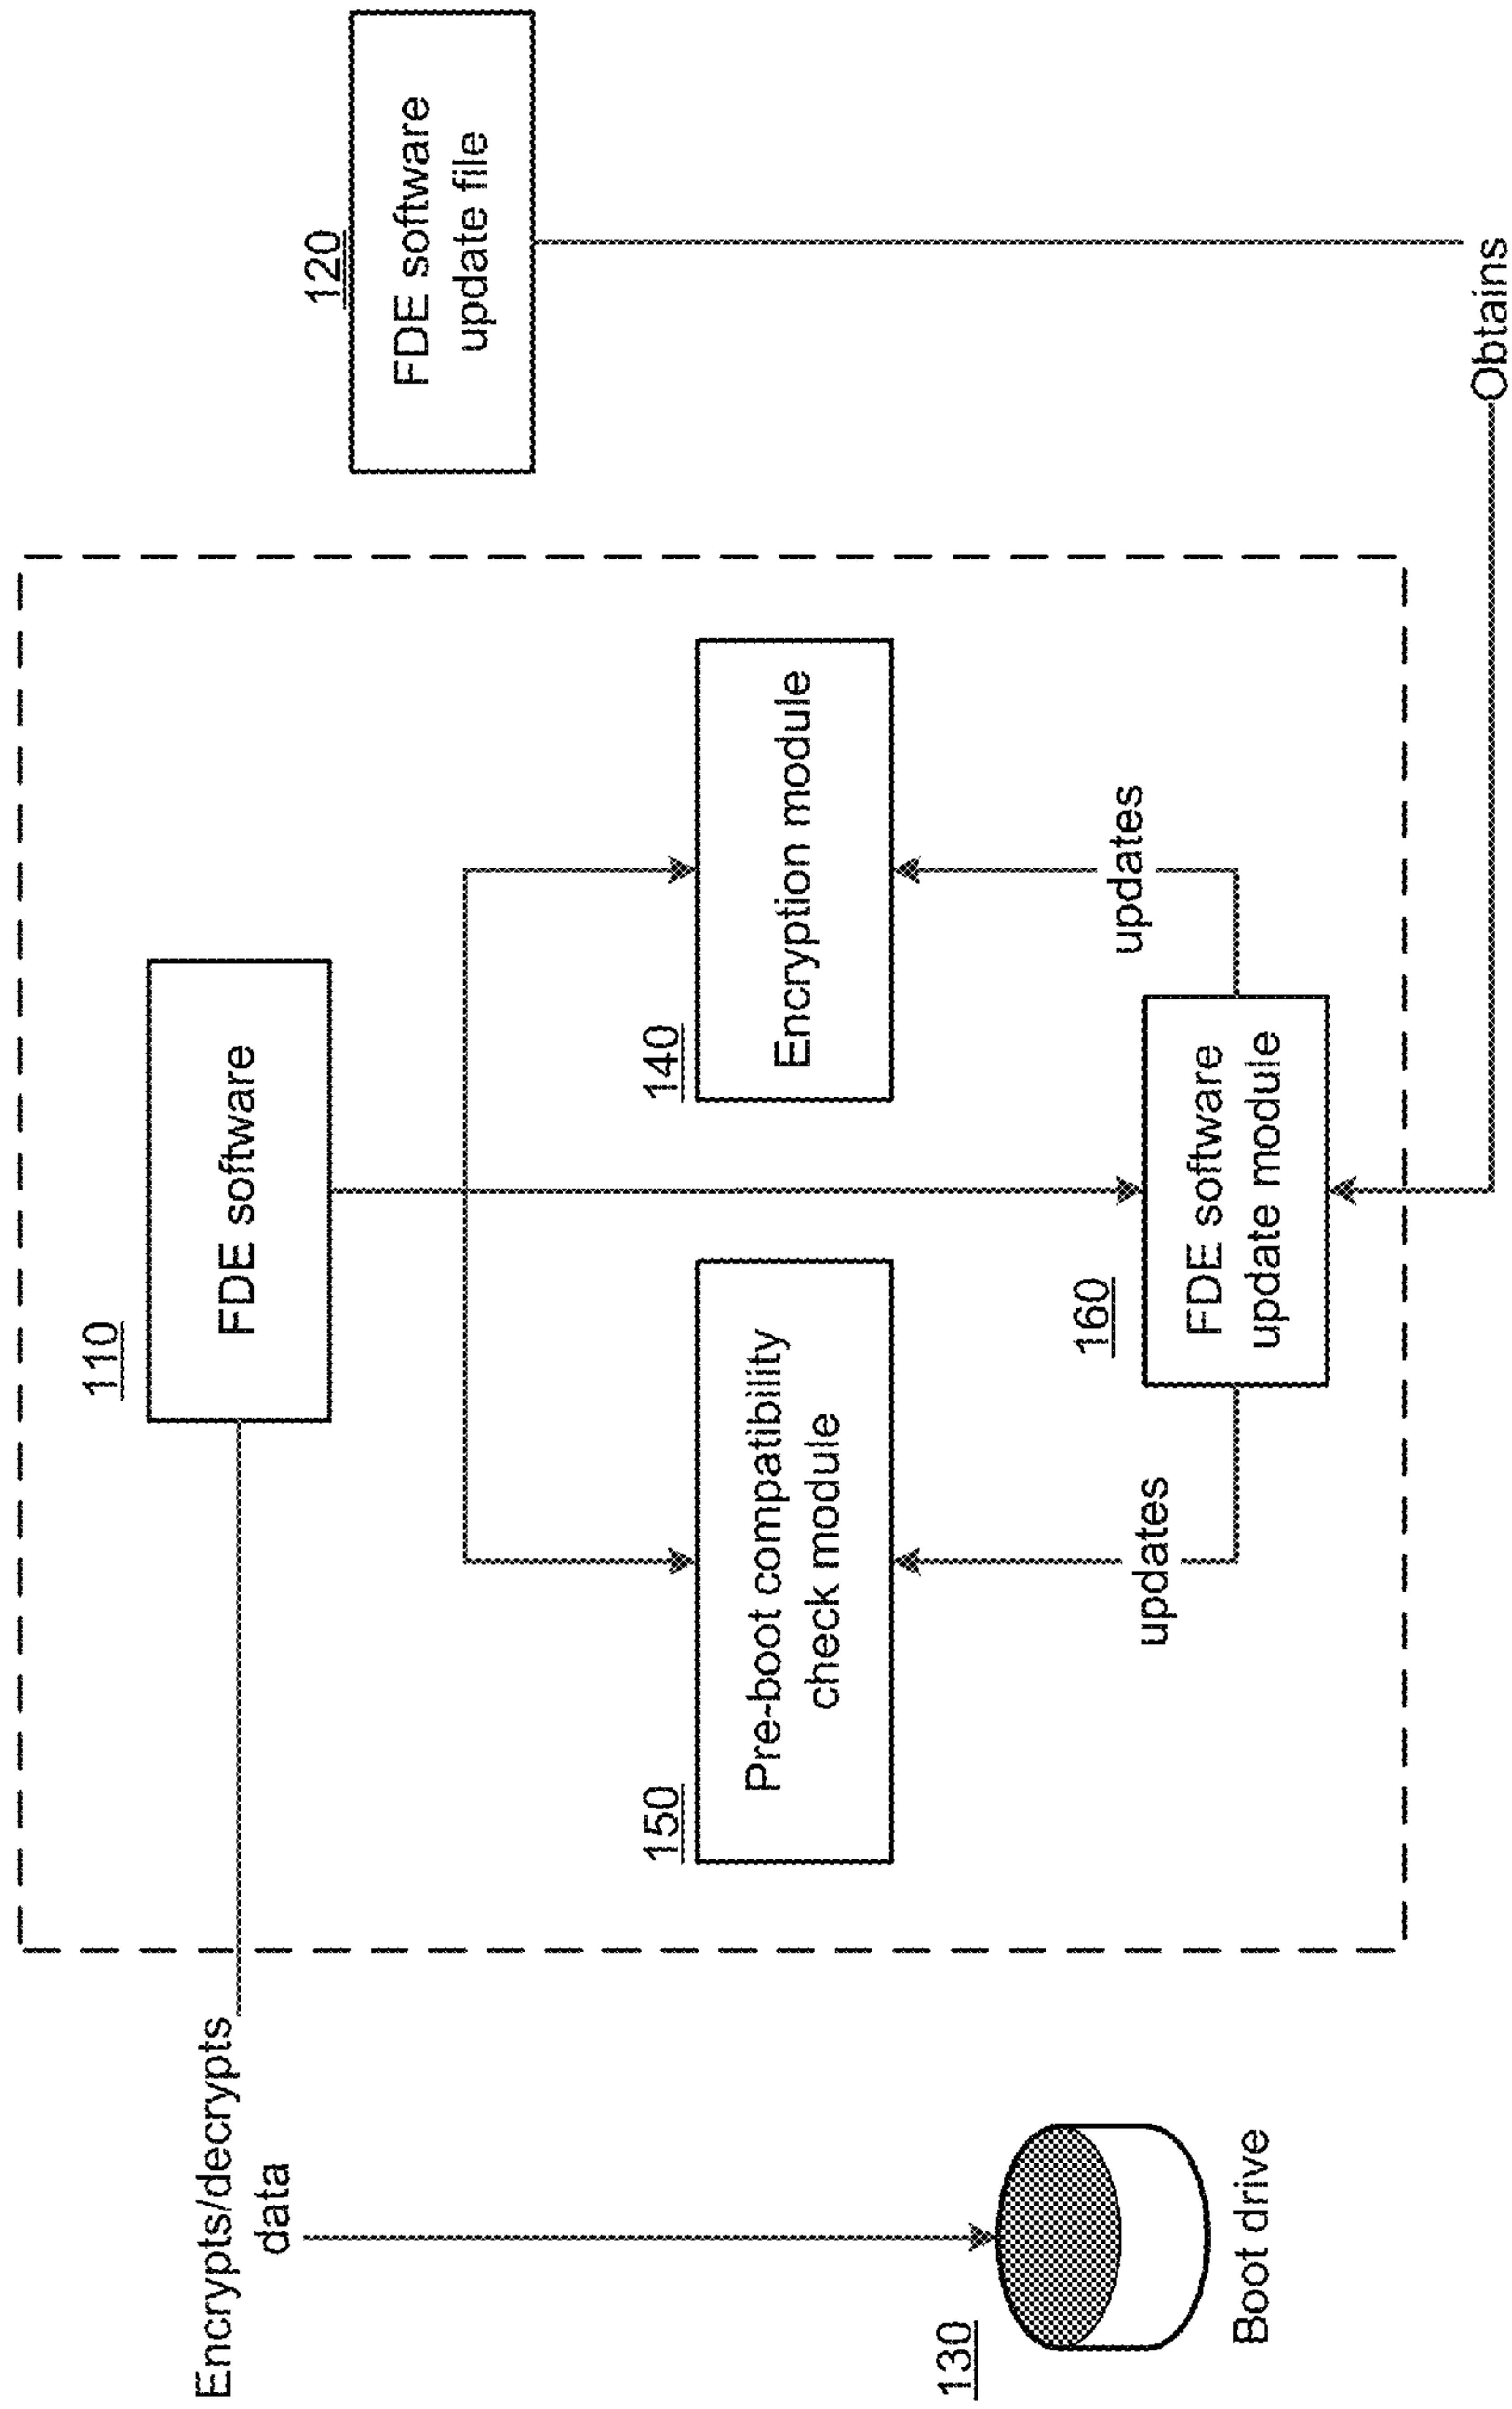 110
FDE software
120
FDE software
update file
Encrypts/decrypts
data
150
Pre-boot compatibility
check module
140
Encryption module
130
Boot drive
updates
160
FDE software
update module
updates
Obtains